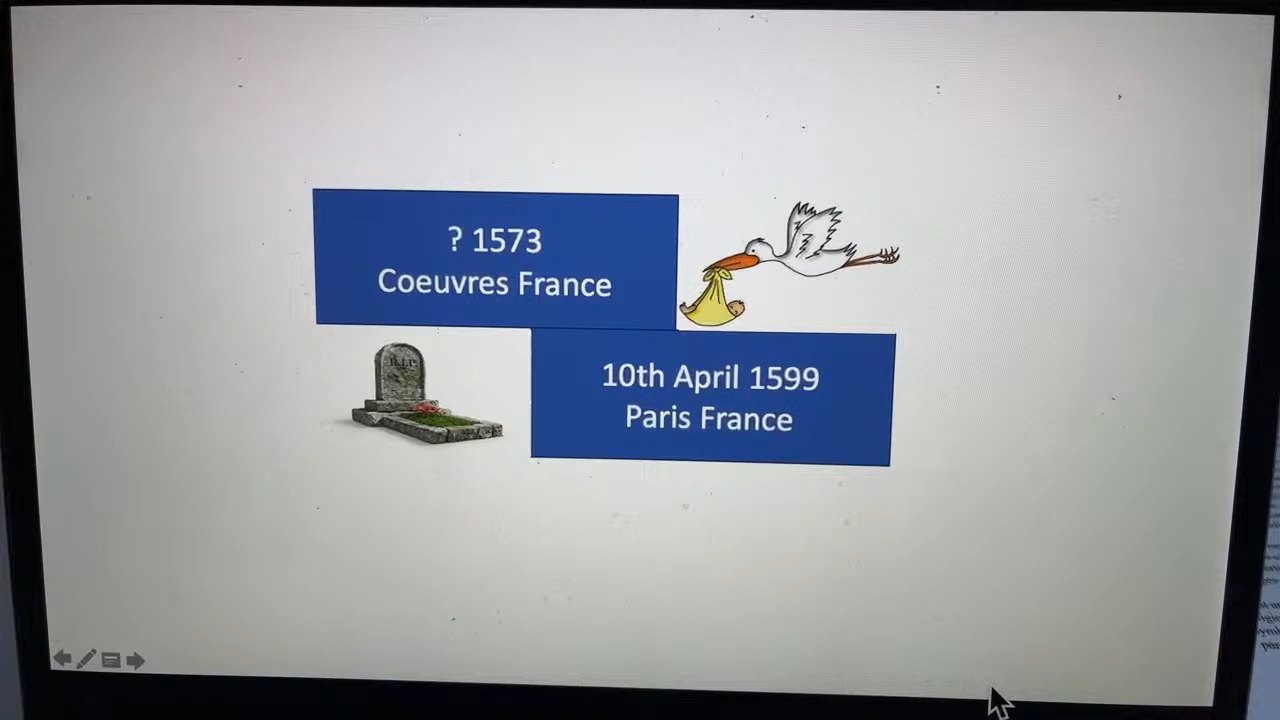 ? 1573
Coeuvres France
R.I.P
10th April 1599
Paris France